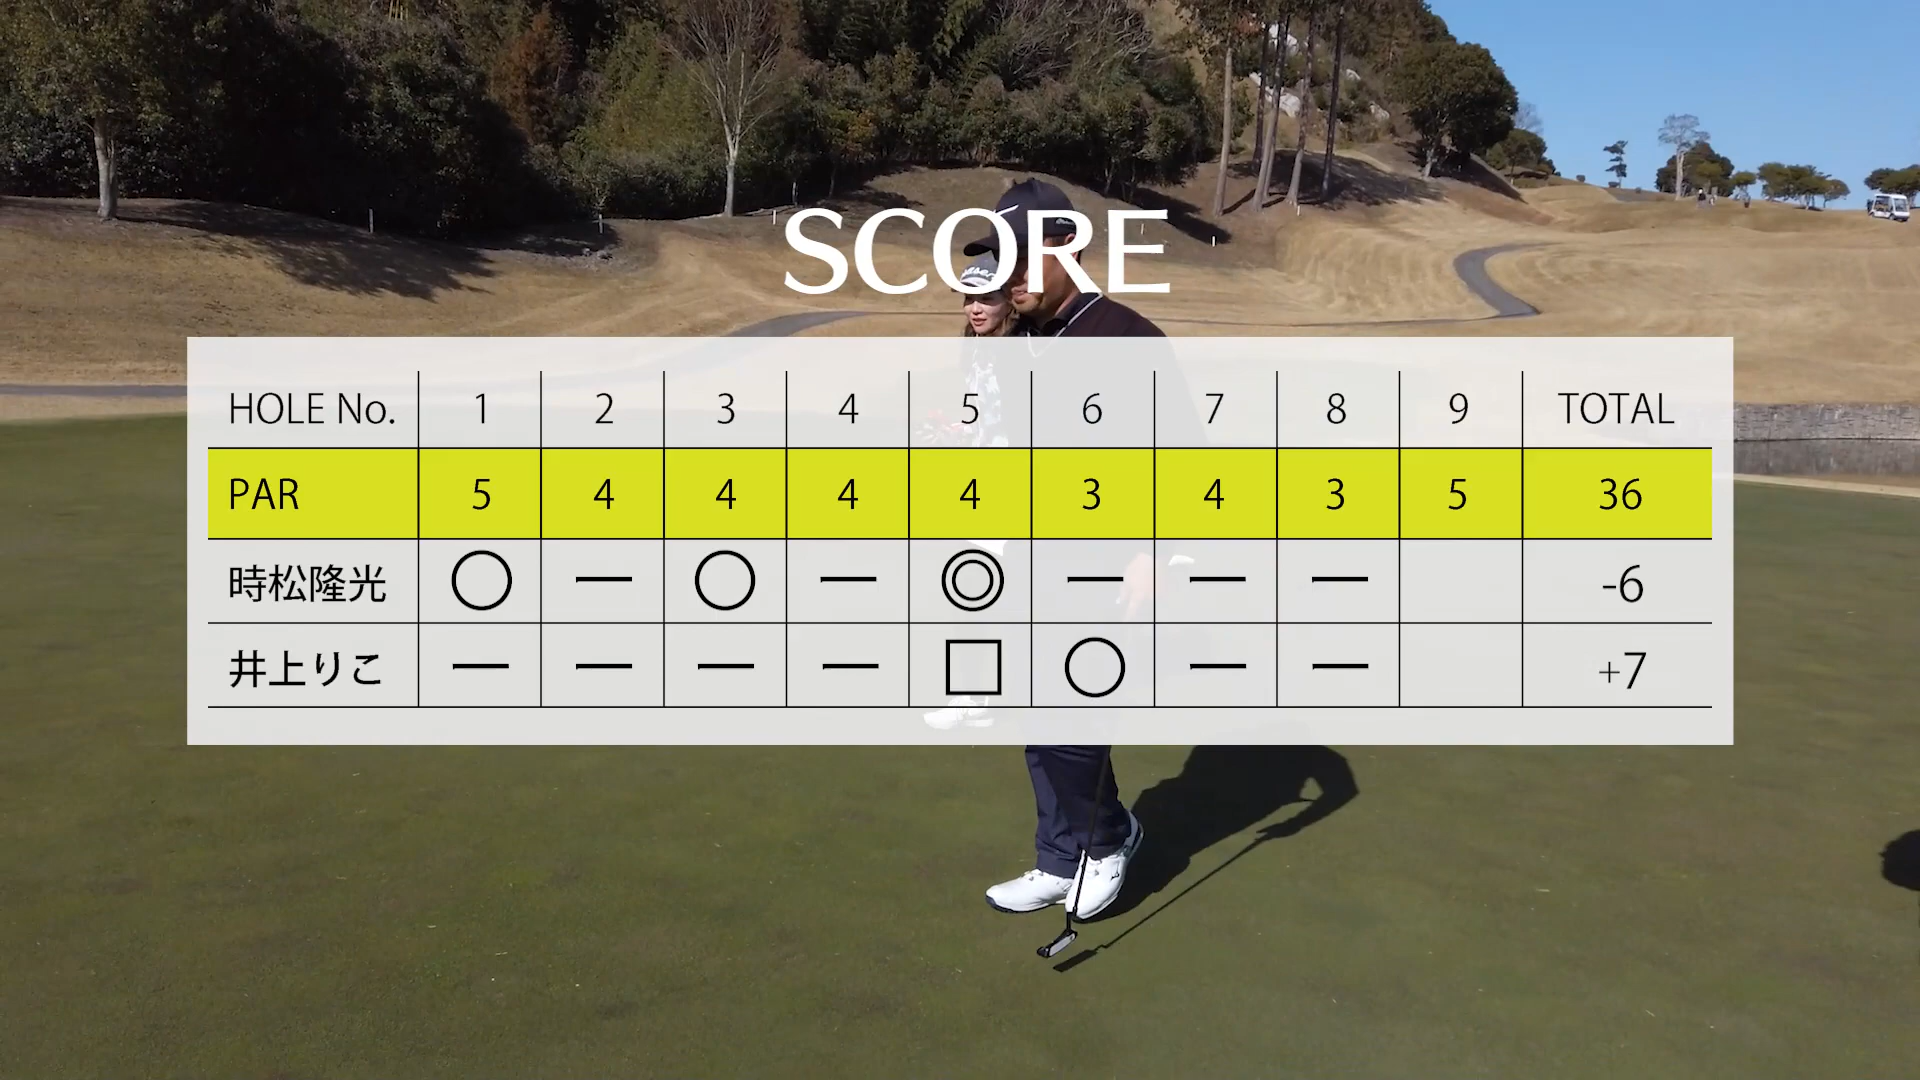 SCORE
HOLE No. 1 2 3 4 5 6 7 8 9 TOTAL
PAR 5 4 4 4 4 3 4 3 5 36
時松隆光 ○ — ○ — ◎ — — — -6
井上りこ — — — — □ ○ — — +7